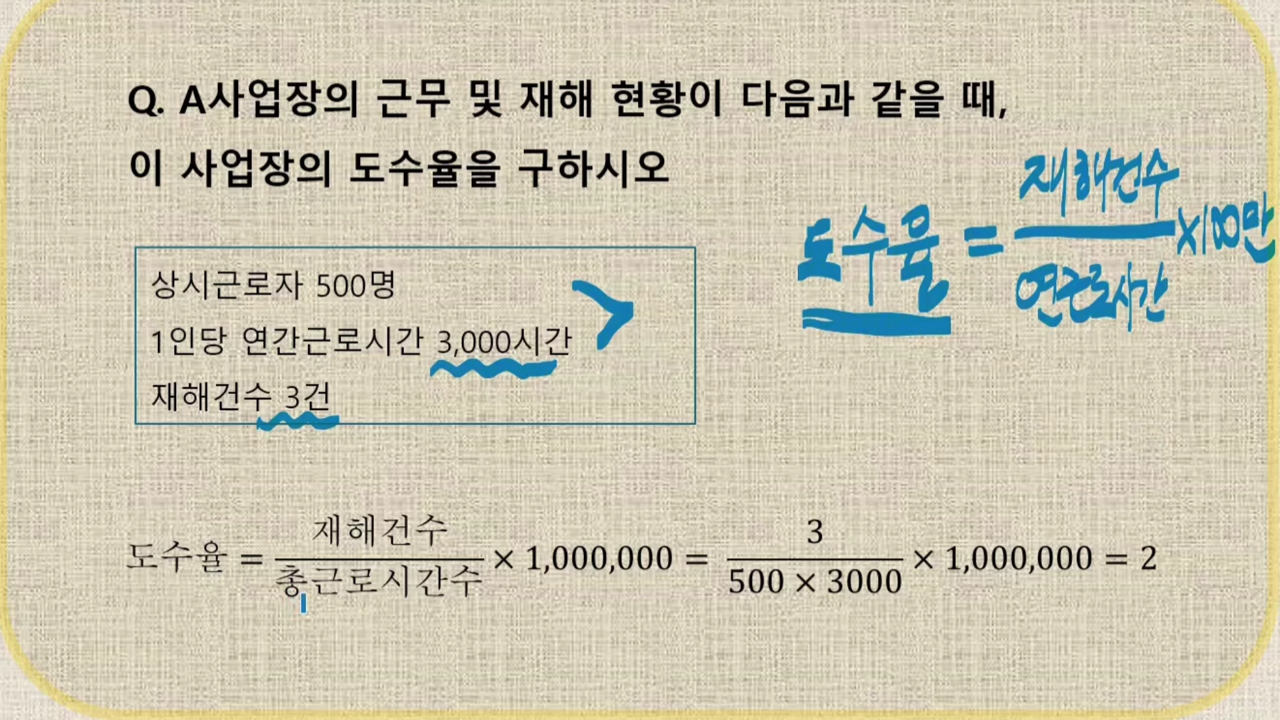 Q. A사업장의 근무 및 재해 현황이 다음과 같을 때,
이 사업장의 도수율을 구하시오
도수율 = 재해건수 / 연근로시간 ×100만
상시근로자 500명
1인당 연간근로시간 3,000시간
재해건수 3건
도수율 = 재해건수 / 총근로시간수 × 1,000,000 = 3 / 500 × 3000 × 1,000,000 = 2